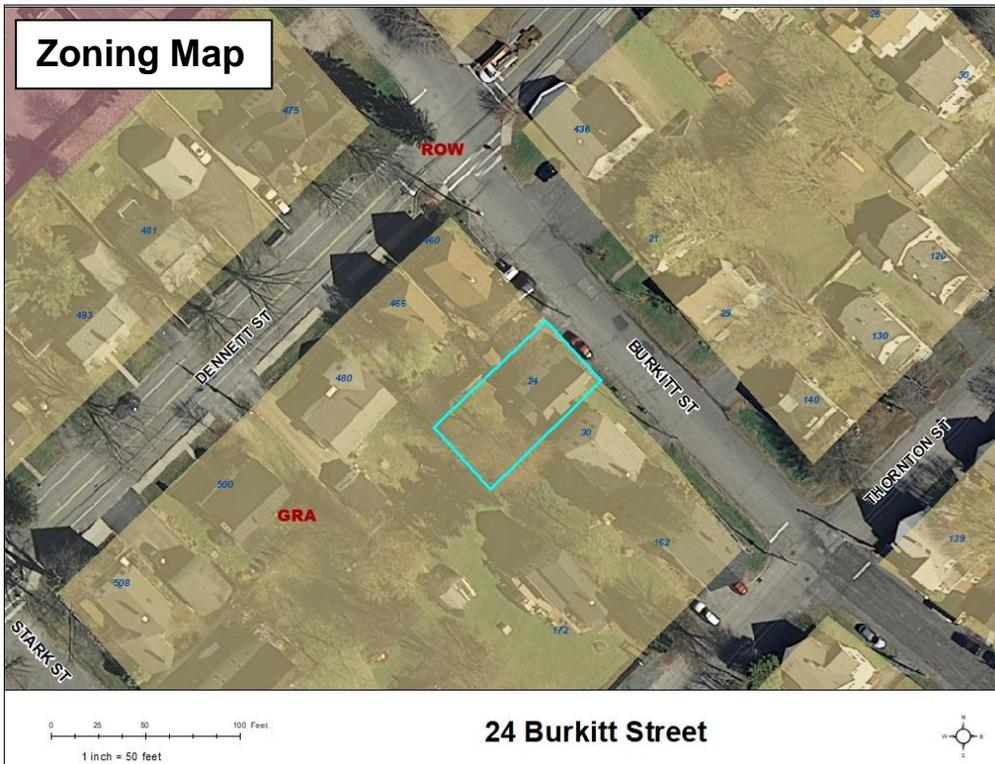 Zoning Map
26
30
475
436
ROW
481
460
21
120
493
466
29
130
DENNETT ST
BURKITT ST
480
24
140
30
THORNTON ST
500
GRA
162
139
508
172
STARK ST
0 25 50 100 Feet
1 inch = 50 feet
24 Burkitt Street
N
W E
S